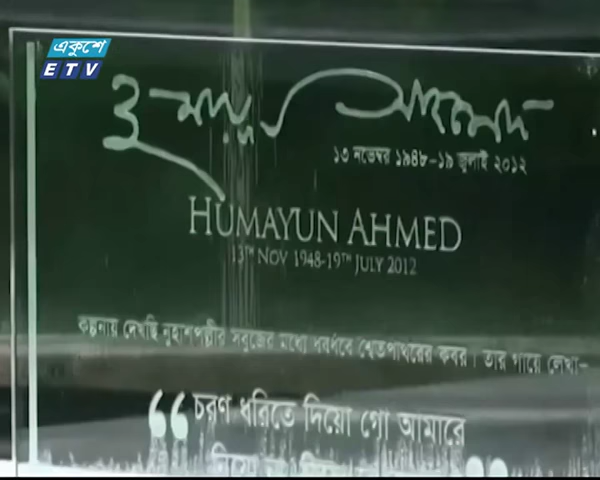 একুশে
ETV
হুমায়ূন আহমেদ
১৩ নভেম্বর ১৯৪৮-১৯ জুলাই ২০১২
HUMAYUN AHMED
13TH NOV 1948-19TH JULY 2012
কল্পনায় দেখছি নুহাশপল্লীর সবুজের মধ্যে ধবধবে শ্বেতপাথরের কবর। তার গায়ে লেখা-
“চরণ ধরিতে দিয়ো গো আমারে